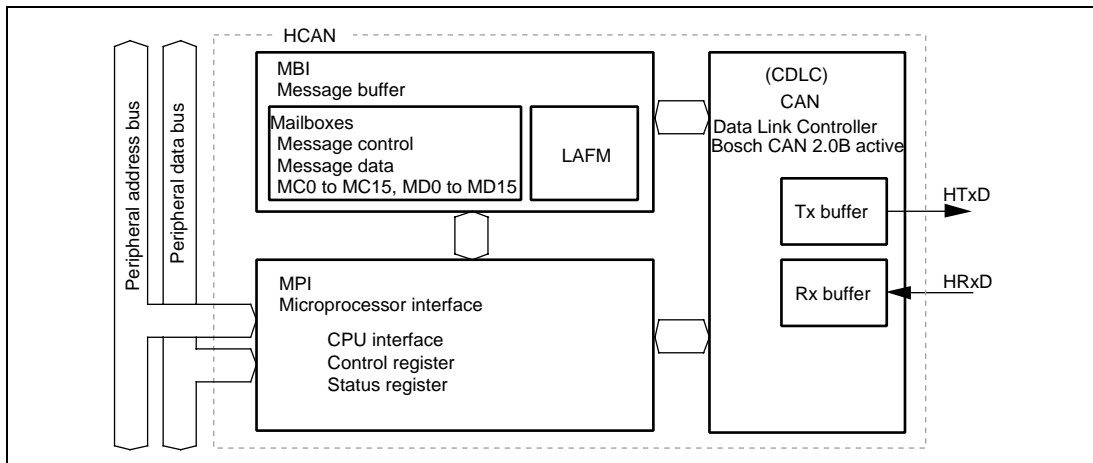 HCAN
Peripheral address bus
Peripheral data bus
MBI
Message buffer
Mailboxes
Message control
Message data
MC0 to MC15, MD0 to MD15
LAFM
(CDLC)
CAN
Data Link Controller
Bosch CAN 2.0B active
Tx buffer
HTxD
Rx buffer
HRxD
MPI
Microprocessor interface
CPU interface
Control register
Status register